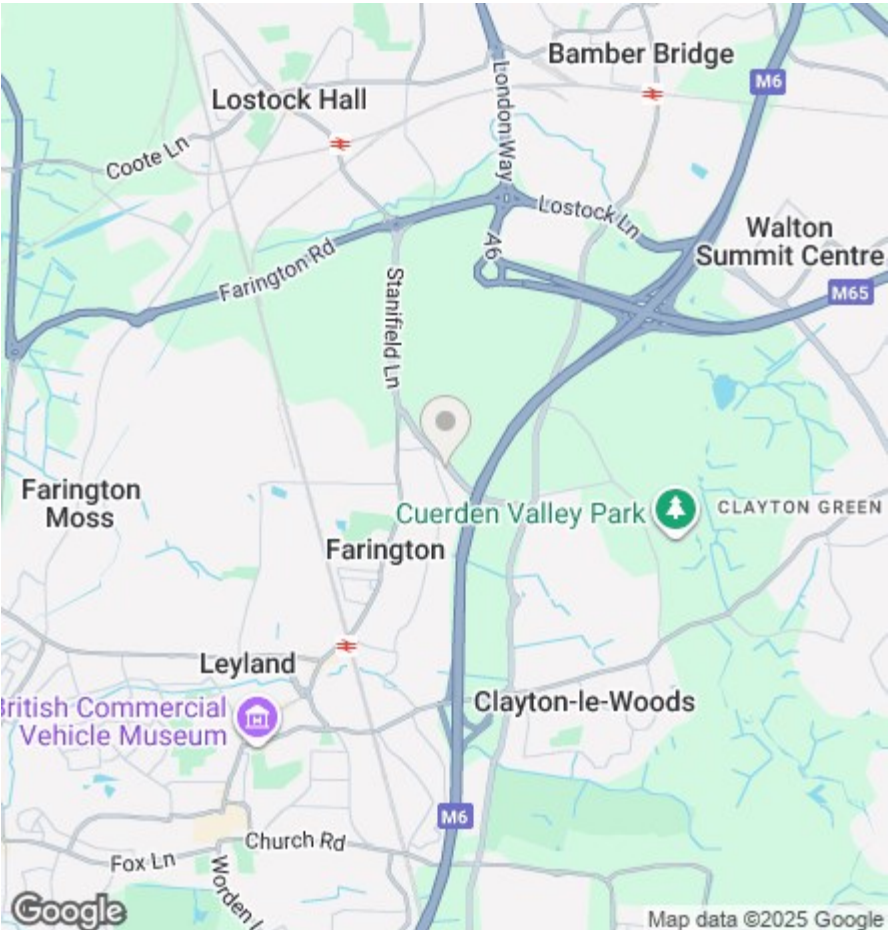 Bamber Bridge
M6
Lostock Hall
London Way
Coote Ln
Lostock Ln
Walton
Summit Centre
A6
Farington Rd
M65
Stanifield Ln
Farington
Moss
Cuerden Valley Park
CLAYTON GREEN
Farington
Leyland
British Commercial
Vehicle Museum
Clayton-le-Woods
M6
Church Rd
Fox Ln
Worden
Google
Map data ©2025 Google